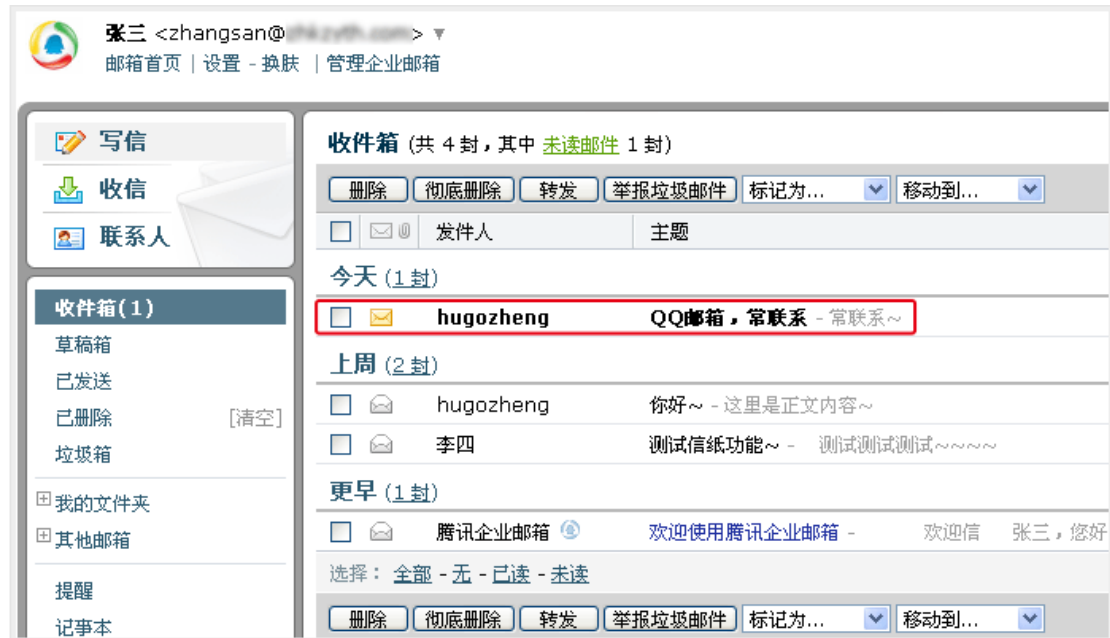 张三 <zhangsan@ >
邮箱首页 | 设置 - 换肤 | 管理企业邮箱
写信
收信
联系人
收件箱(1)
草稿箱
已发送
已删除 [清空]
垃圾箱
我的文件夹
其他邮箱
提醒
记事本
收件箱 (共 4 封，其中 未读邮件 1 封)
删除 彻底删除 转发 举报垃圾邮件 标记为... 移动到...
发件人 主题
今天 (1 封)
hugozheng QQ邮箱，常联系 - 常联系~
上周 (2 封)
hugozheng 你好~ - 这里是正文内容~
李四 测试信纸功能~ - 测试测试测试~~~~
更早 (1 封)
腾讯企业邮箱 欢迎使用腾讯企业邮箱 - 欢迎信 张三，您好
选择： 全部 - 无 - 已读 - 未读
删除 彻底删除 转发 举报垃圾邮件 标记为... 移动到...